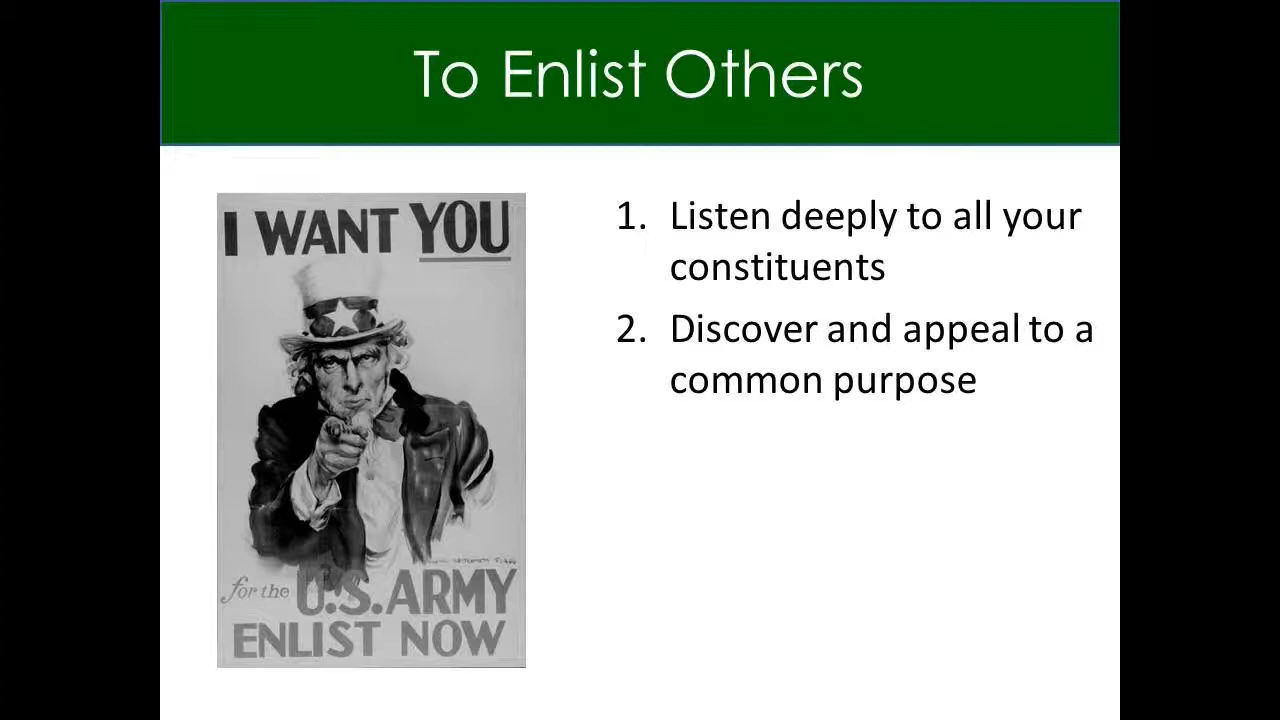 To Enlist Others
I WANT YOU
for the U.S. ARMY
ENLIST NOW
1. Listen deeply to all your
constituents
2. Discover and appeal to a
common purpose